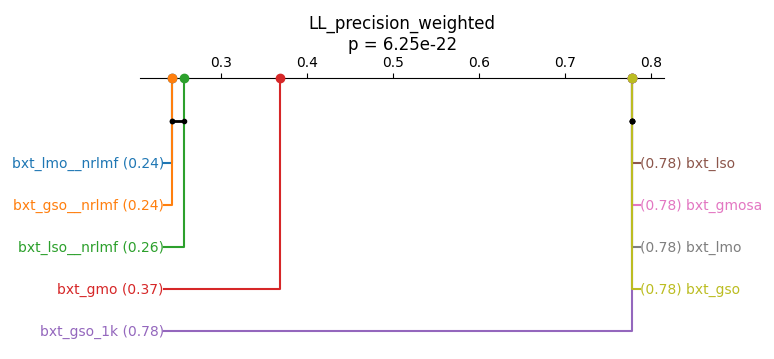 LL_precision_weighted
p = 6.25e-22
0.3 0.4 0.5 0.6 0.7 0.8
bxt_lmo__nrlmf (0.24) (0.78) bxt_lso
bxt_gso__nrlmf (0.24) (0.78) bxt_gmosa
bxt_lso__nrlmf (0.26) (0.78) bxt_lmo
bxt_gmo (0.37) (0.78) bxt_gso
bxt_gso_1k (0.78)